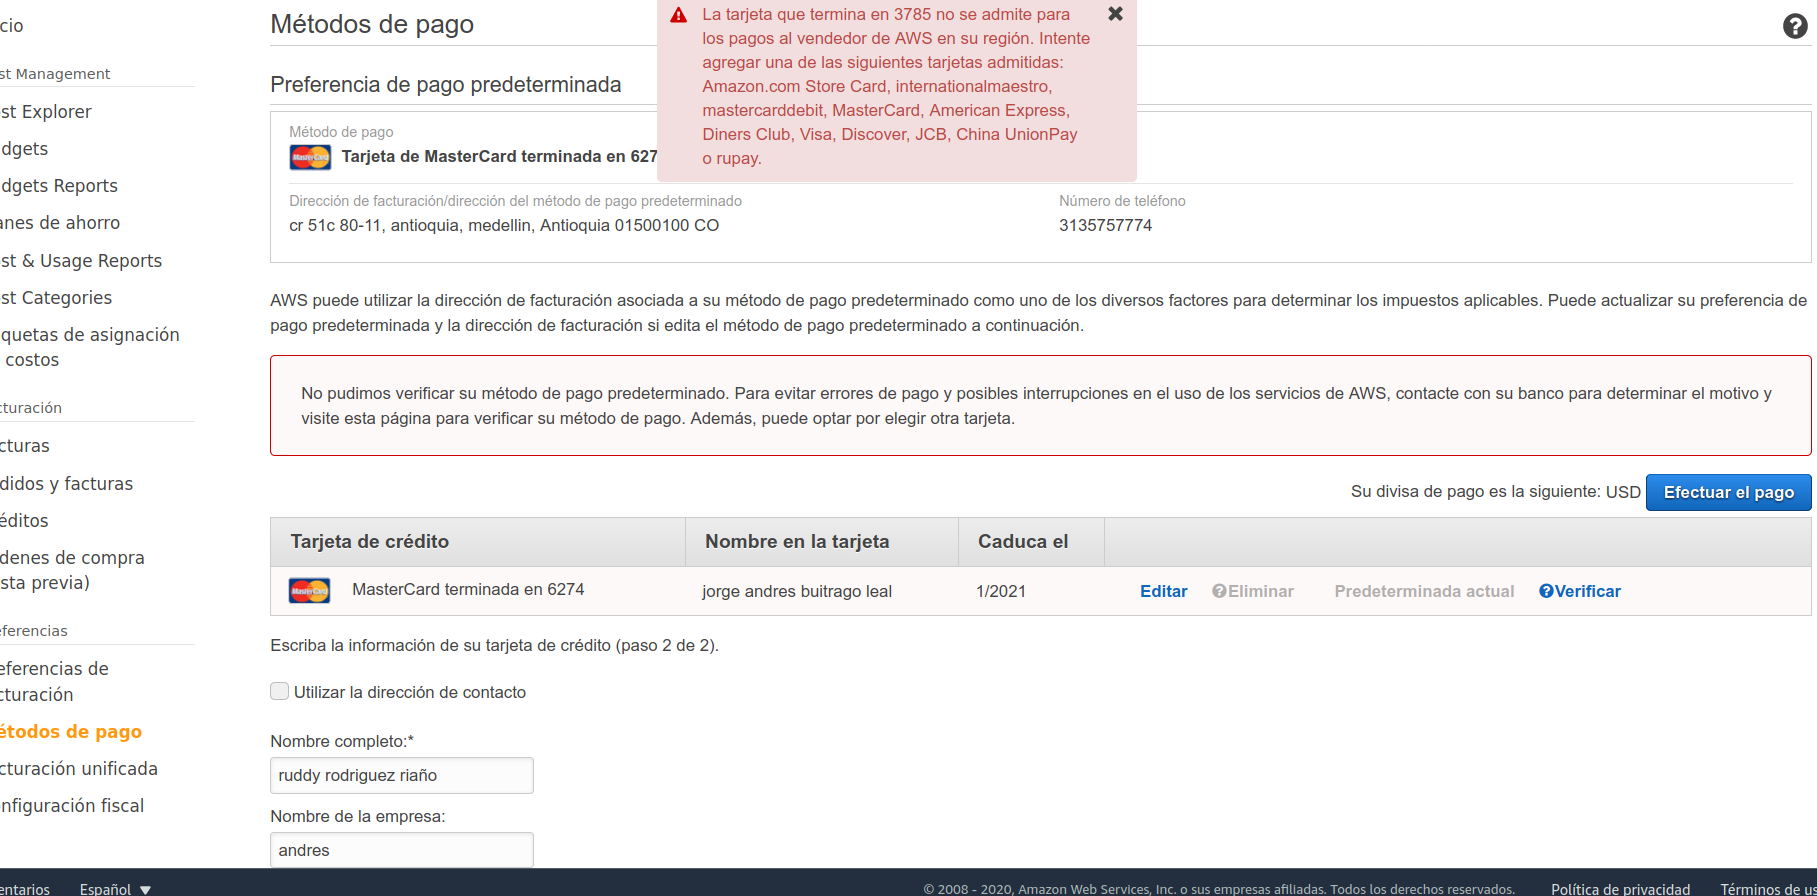 cio
st Management
st Explorer
dgets
dgets Reports
anes de ahorro
st & Usage Reports
st Categories
quetas de asignación
costos
turación
cturas
didos y facturas
éditos
denes de compra
sta previa)
eferencias
eferencias de
cturación
étodos de pago
cturación unificada
nfiguración fiscal
Métodos de pago
La tarjeta que termina en 3785 no se admite para
los pagos al vendedor de AWS en su región. Intente
agregar una de las siguientes tarjetas admitidas:
Amazon.com Store Card, internationalmaestro,
mastercarddebit, MasterCard, American Express,
Diners Club, Visa, Discover, JCB, China UnionPay
o rupay.
Preferencia de pago predeterminada
Método de pago
MasterCard Tarjeta de MasterCard terminada en 627
Dirección de facturación/dirección del método de pago predeterminado
cr 51c 80-11, antioquia, medellin, Antioquia 01500100 CO
Número de teléfono
3135757774
AWS puede utilizar la dirección de facturación asociada a su método de pago predeterminado como uno de los diversos factores para determinar los impuestos aplicables. Puede actualizar su preferencia de
pago predeterminada y la dirección de facturación si edita el método de pago predeterminado a continuación.
No pudimos verificar su método de pago predeterminado. Para evitar errores de pago y posibles interrupciones en el uso de los servicios de AWS, contacte con su banco para determinar el motivo y
visite esta página para verificar su método de pago. Además, puede optar por elegir otra tarjeta.
Su divisa de pago es la siguiente: USD Efectuar el pago
Tarjeta de crédito Nombre en la tarjeta Caduca el
MasterCard MasterCard terminada en 6274 jorge andres buitrago leal 1/2021 Editar Eliminar Predeterminada actual Verificar
Escriba la información de su tarjeta de crédito (paso 2 de 2).
Utilizar la dirección de contacto
Nombre completo:*
ruddy rodriguez riaño
Nombre de la empresa:
andres
entarios Español © 2008 - 2020, Amazon Web Services, Inc. o sus empresas afiliadas. Todos los derechos reservados. Política de privacidad Términos de us